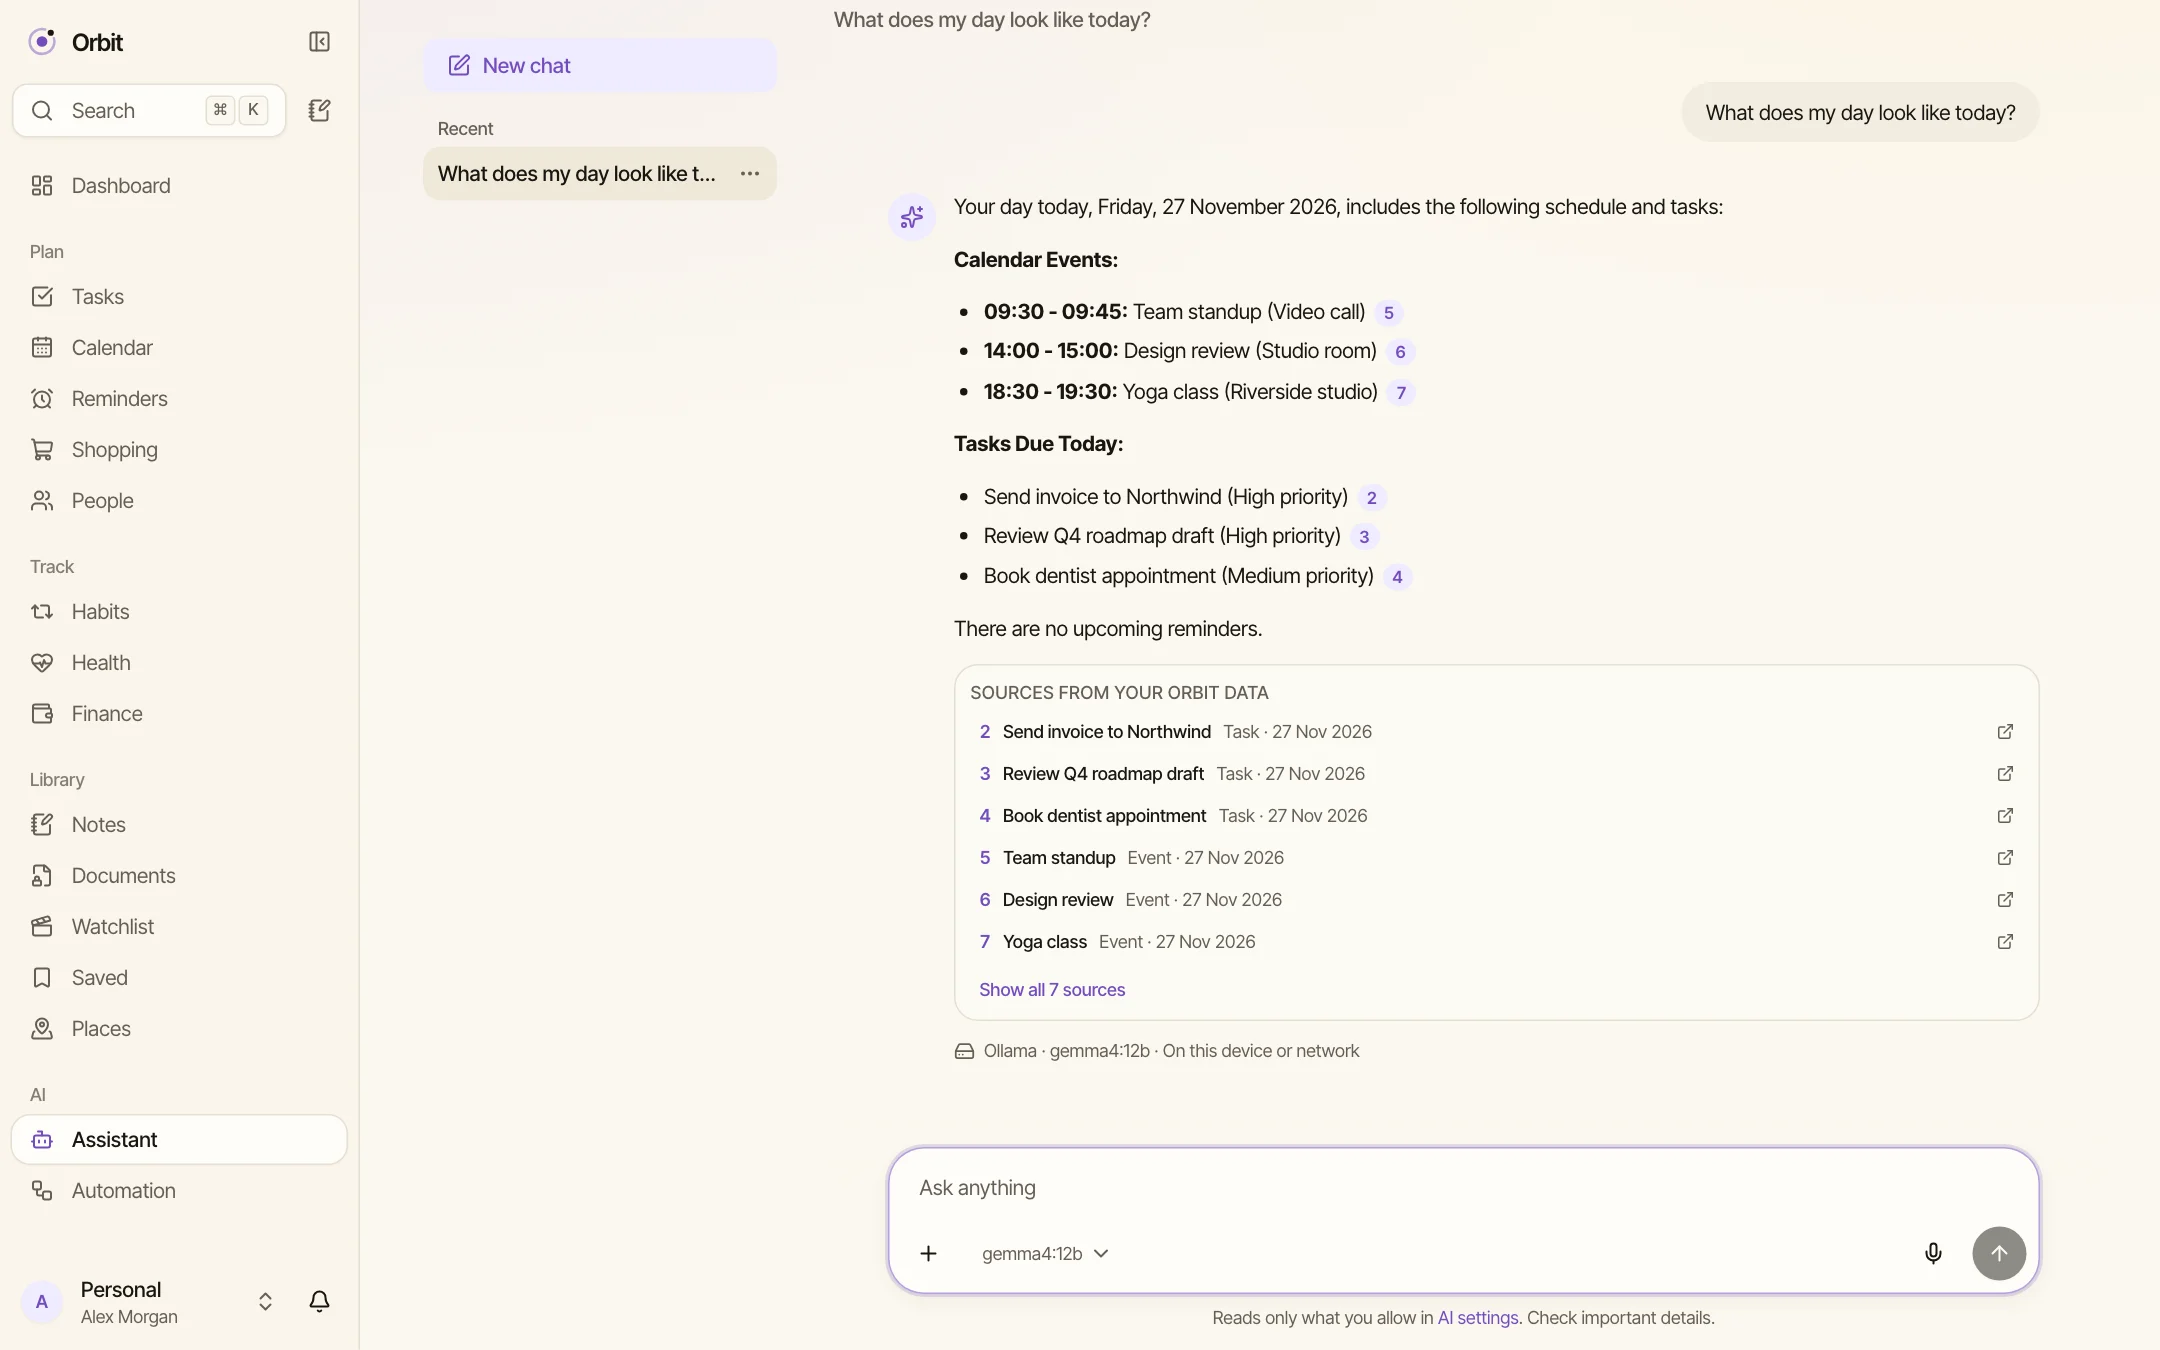 Orbit
Search ⌘ K
Dashboard
Plan
Tasks
Calendar
Reminders
Shopping
People
Track
Habits
Health
Finance
Library
Notes
Documents
Watchlist
Saved
Places
AI
Assistant
Automation
A
Personal
Alex Morgan
New chat
Recent
What does my day look like t...
What does my day look like today?
What does my day look like today?
Your day today, Friday, 27 November 2026, includes the following schedule and tasks:
Calendar Events:
• 09:30 - 09:45: Team standup (Video call) 5
• 14:00 - 15:00: Design review (Studio room) 6
• 18:30 - 19:30: Yoga class (Riverside studio) 7
Tasks Due Today:
• Send invoice to Northwind (High priority) 2
• Review Q4 roadmap draft (High priority) 3
• Book dentist appointment (Medium priority) 4
There are no upcoming reminders.
SOURCES FROM YOUR ORBIT DATA
2 Send invoice to Northwind Task · 27 Nov 2026
3 Review Q4 roadmap draft Task · 27 Nov 2026
4 Book dentist appointment Task · 27 Nov 2026
5 Team standup Event · 27 Nov 2026
6 Design review Event · 27 Nov 2026
7 Yoga class Event · 27 Nov 2026
Show all 7 sources
Ollama · gemma4:12b · On this device or network
Ask anything
gemma4:12b
Reads only what you allow in AI settings. Check important details.